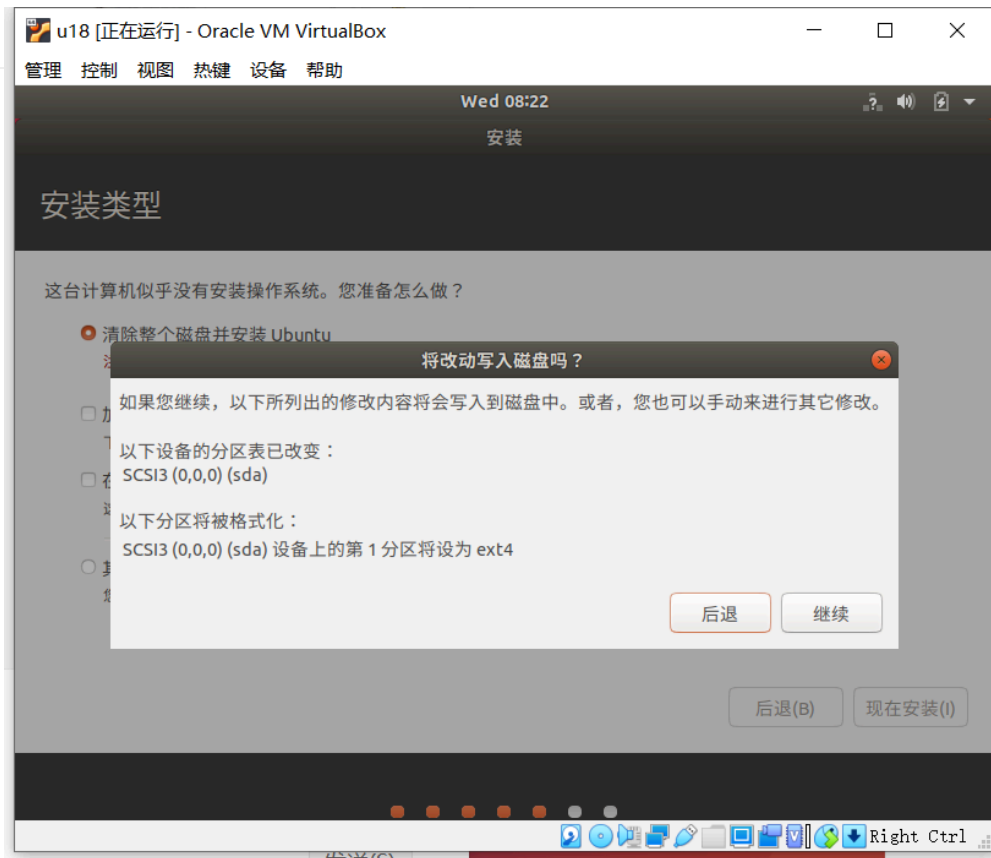 u18 [正在运行] - Oracle VM VirtualBox
管理 控制 视图 热键 设备 帮助
Wed 08:22
安装
安装类型
这台计算机似乎没有安装操作系统。您准备怎么做？
清除整个磁盘并安装 Ubuntu
将改动写入磁盘吗？
如果您继续，以下所列出的修改内容将会写入到磁盘中。或者，您也可以手动来进行其它修改。
以下设备的分区表已改变：
SCSI3 (0,0,0) (sda)
以下分区将被格式化：
SCSI3 (0,0,0) (sda) 设备上的第 1 分区将设为 ext4
后退 继续
后退(B) 现在安装(I)
Right Ctrl